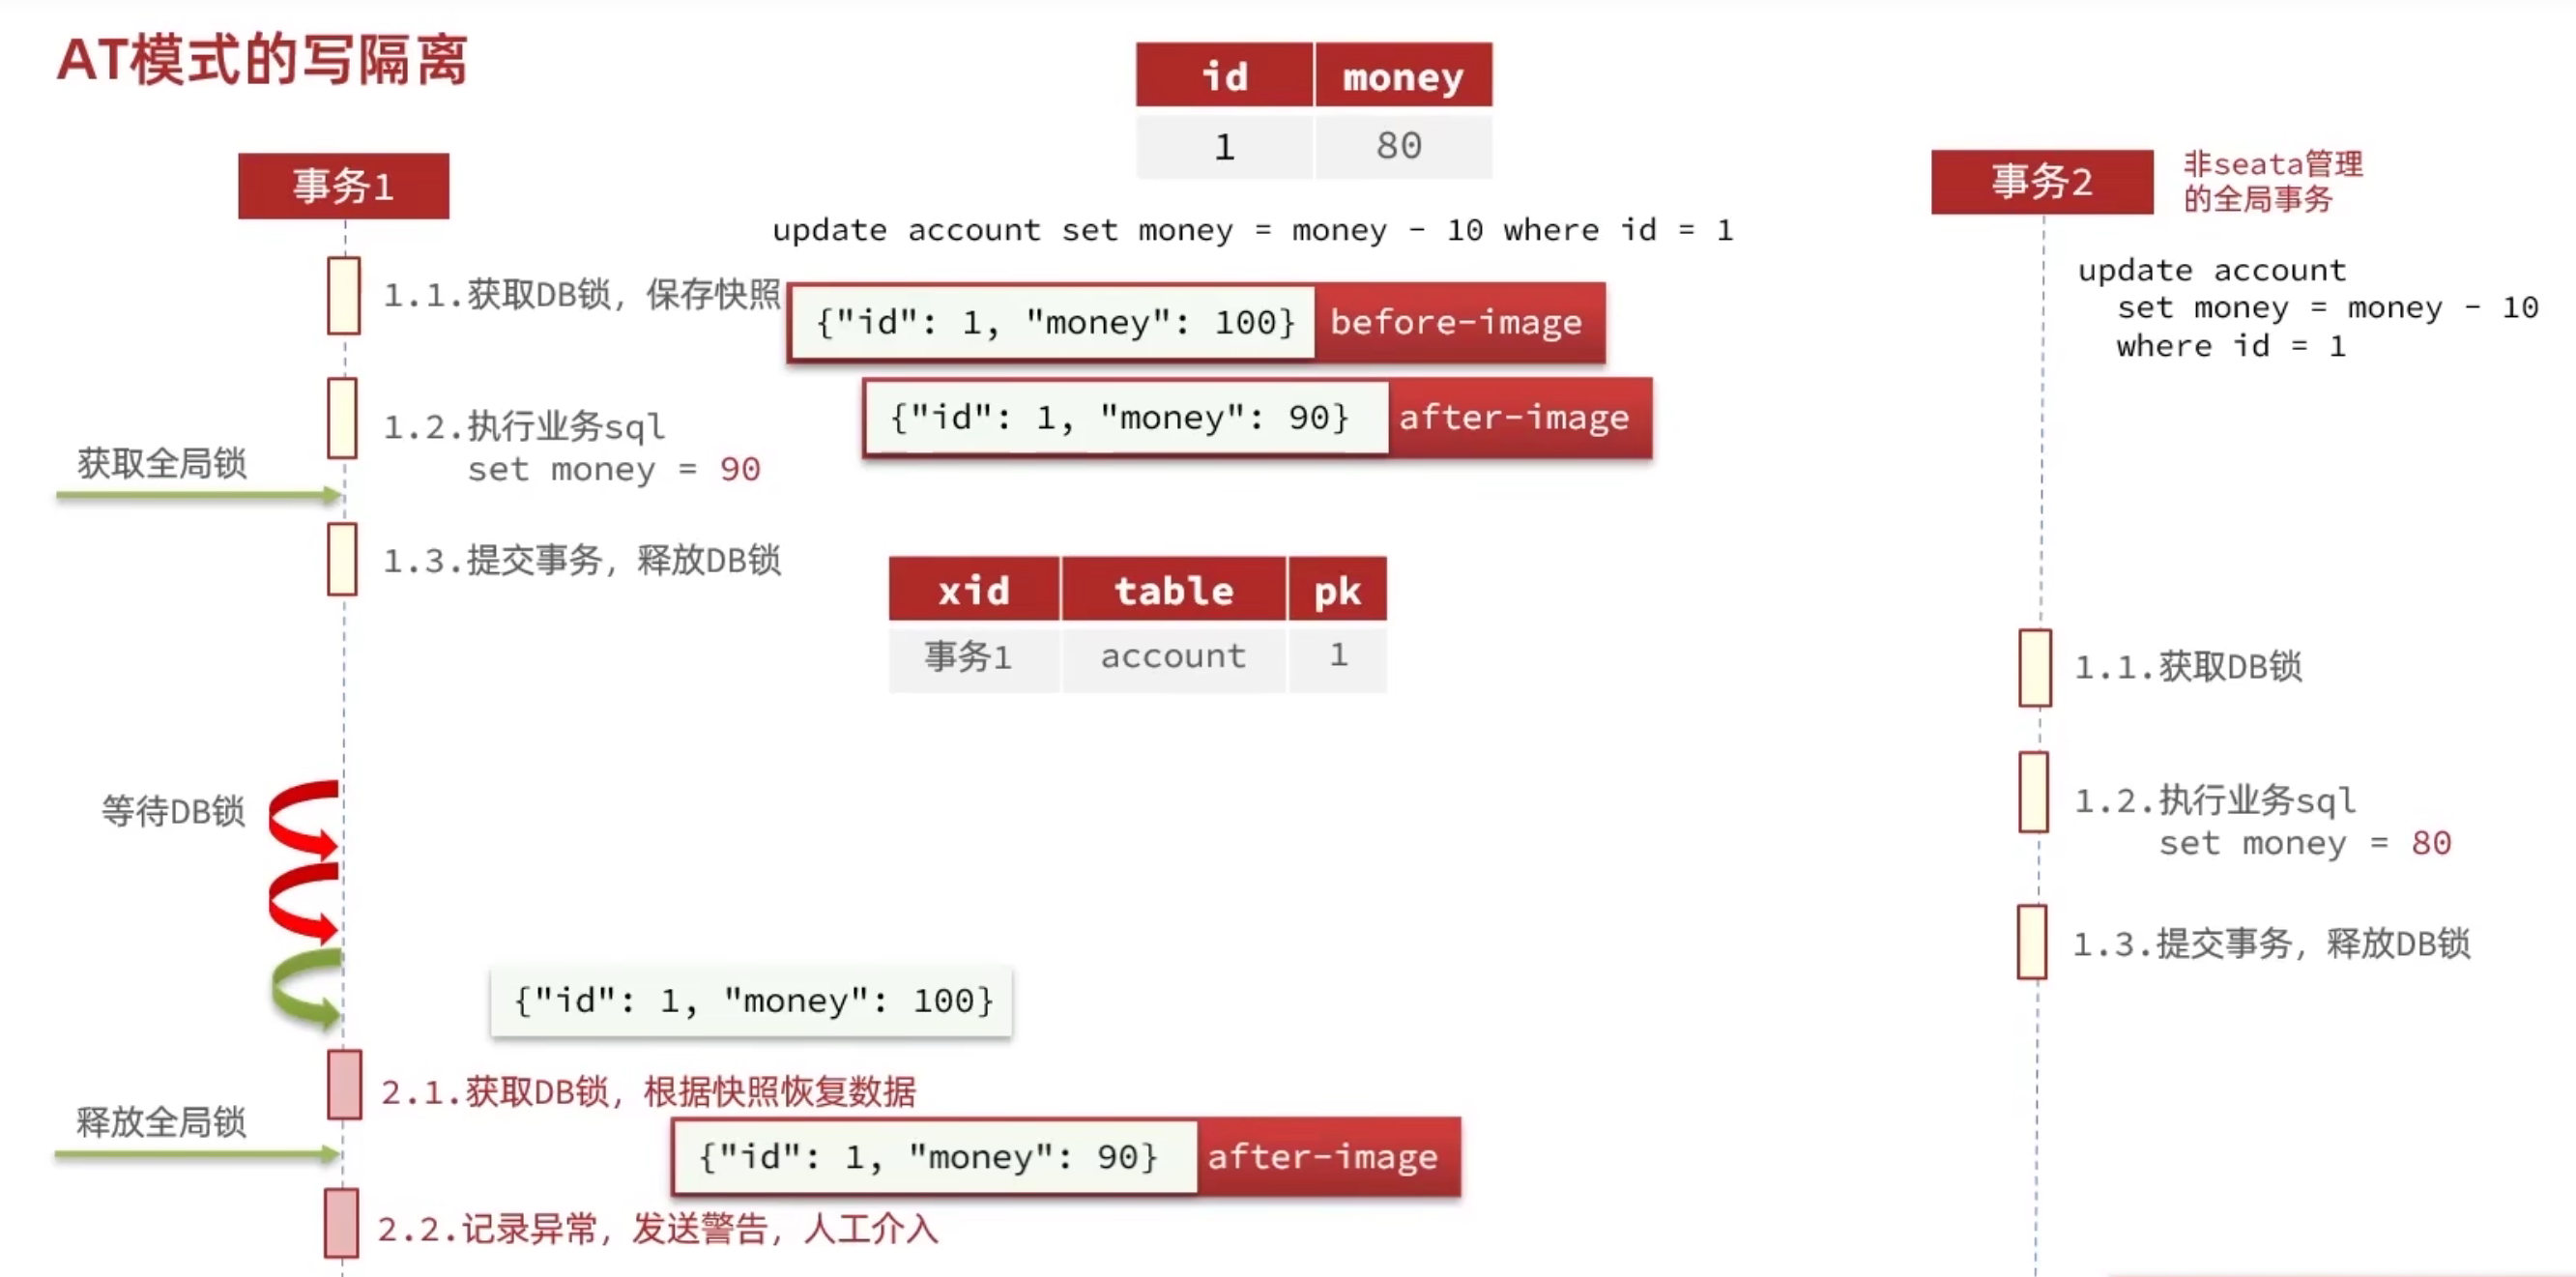 AT模式的写隔离
id money
1 80
事务1
事务2
非seata管理
的全局事务
update account set money = money - 10 where id = 1
update account
set money = money - 10
where id = 1
1.1.获取DB锁，保存快照
{"id": 1, "money": 100} before-image
{"id": 1, "money": 90} after-image
1.2.执行业务sql
set money = 90
获取全局锁
1.3.提交事务，释放DB锁
xid table pk
事务1 account 1
1.1.获取DB锁
等待DB锁
1.2.执行业务sql
set money = 80
1.3.提交事务，释放DB锁
{"id": 1, "money": 100}
2.1.获取DB锁，根据快照恢复数据
释放全局锁
{"id": 1, "money": 90} after-image
2.2.记录异常，发送警告，人工介入